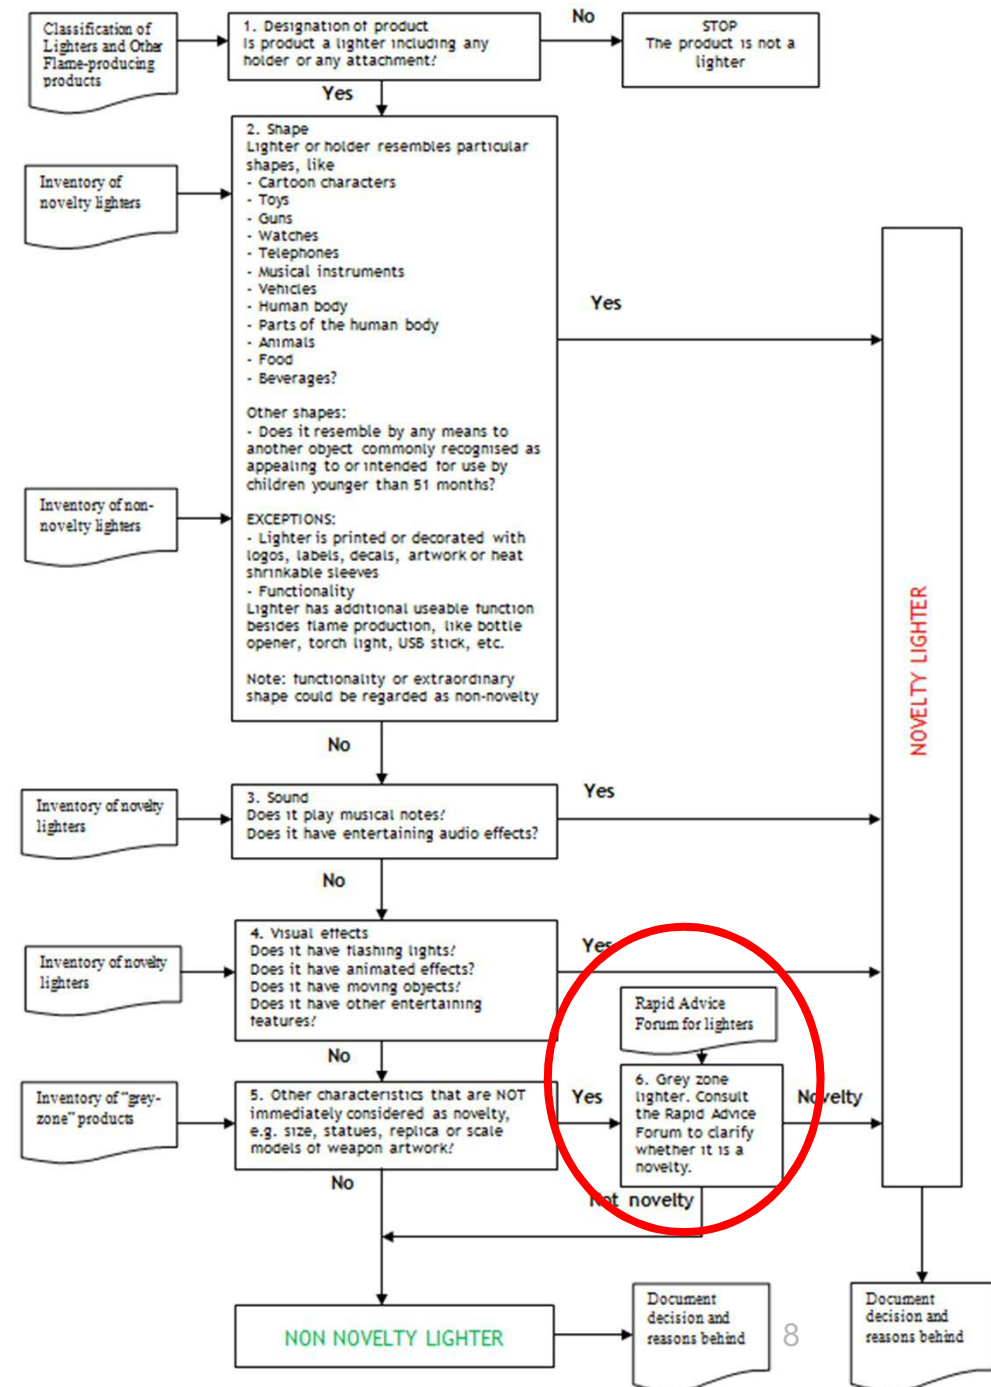 Classification of
Lighters and Other
Flame-producing
products
1. Designation of product
Is product a lighter including any
holder or any attachment?
No
STOP
The product is not a
lighter
Yes
2. Shape
Lighter or holder resembles particular
shapes, like
- Cartoon characters
- Toys
- Guns
- Watches
- Telephones
- Musical instruments
- Vehicles
- Human body
- Parts of the human body
- Animals
- Food
- Beverages?
Other shapes:
- Does it resemble by any means to
another object commonly recognised as
appealing to or intended for use by
children younger than 51 months?
EXCEPTIONS:
- Lighter is printed or decorated with
logos, labels, decals, artwork or heat
shrinkable sleeves
- Functionality
Lighter has additional useable function
besides flame production, like bottle
opener, torch light, USB stick, etc.
Note: functionality or extraordinary
shape could be regarded as non-novelty
Inventory of
novelty lighters
Inventory of non-
novelty lighters
Yes
NOVELTY LIGHTER
No
Inventory of novelty
lighters
3. Sound
Does it play musical notes?
Does it have entertaining audio effects?
Yes
No
Inventory of novelty
lighters
4. Visual effects
Does it have flashing lights?
Does it have animated effects?
Does it have moving objects?
Does it have other entertaining
features?
Yes
Rapid Advice
Forum for lighters
No
Inventory of "grey-
zone" products
5. Other characteristics that are NOT
immediately considered as novelty,
e.g. size, statues, replica or scale
models of weapon artwork?
Yes
6. Grey zone
lighter. Consult
the Rapid Advice
Forum to clarify
whether it is a
novelty.
Novelty
No
Not novelty
NON NOVELTY LIGHTER
Document
decision and
reasons behind
8
Document
decision and
reasons behind